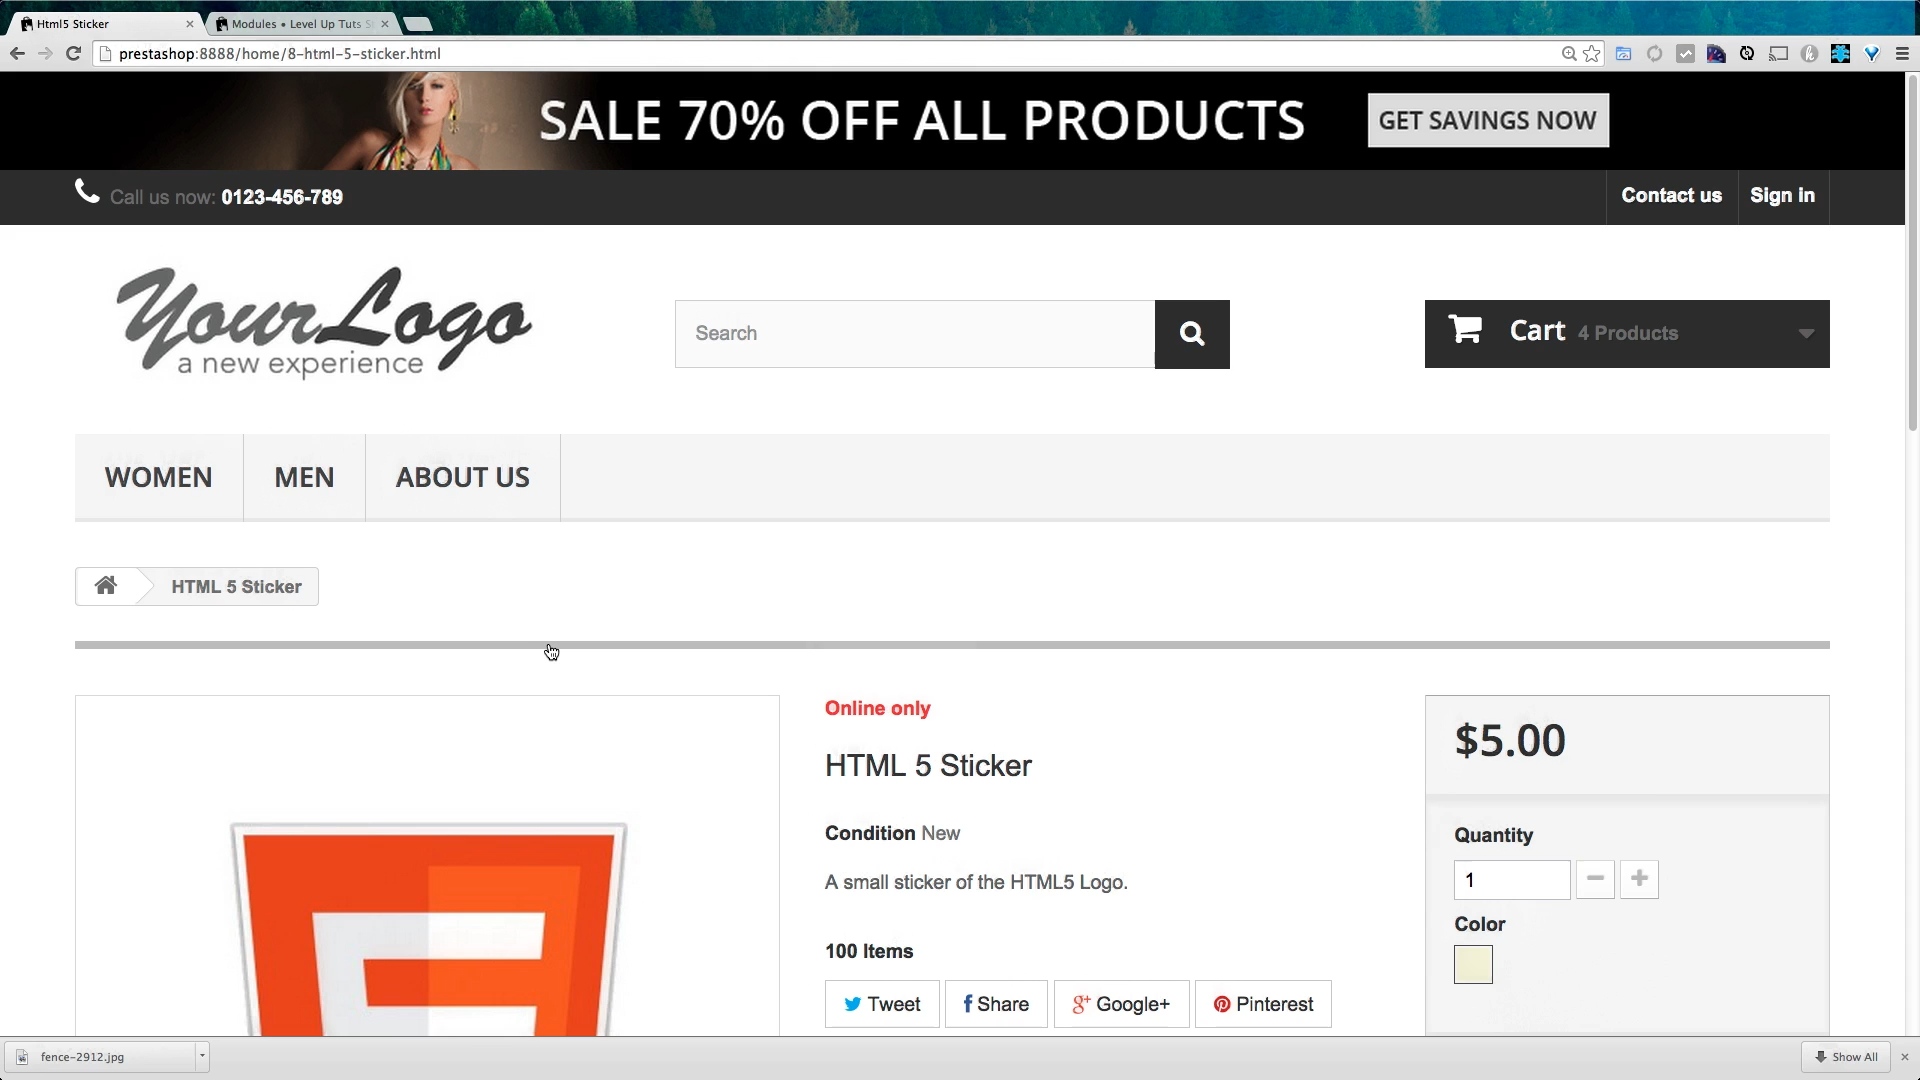 Html5 Sticker
Modules • Level Up Tuts S
prestashop:8888/home/8-html-5-sticker.html
SALE 70% OFF ALL PRODUCTS
GET SAVINGS NOW
Call us now: 0123-456-789
Contact us
Sign in
YourLogo
a new experience
Search
Cart 4 Products
WOMEN
MEN
ABOUT US
HTML 5 Sticker
Online only
HTML 5 Sticker
Condition New
A small sticker of the HTML5 Logo.
100 Items
Tweet
Share
Google+
Pinterest
$5.00
Quantity
1
Color
fence-2912.jpg
Show All